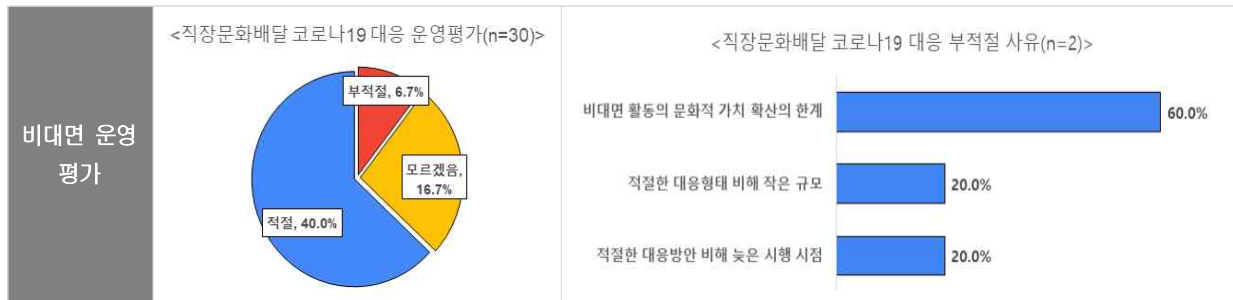 비대면 운영
평가
<직장문화배달 코로나19 대응 운영평가(n=30)>
부적절, 6.7%
모르겠음,
16.7%
적절, 40.0%
<직장문화배달 코로나19 대응 부적절 사유(n=2)>
비대면 활동의 문화적 가치 확산의 한계
60.0%
적절한 대응형태 비해 작은 규모
20.0%
적절한 대응방안 비해 늦은 시행 시점
20.0%